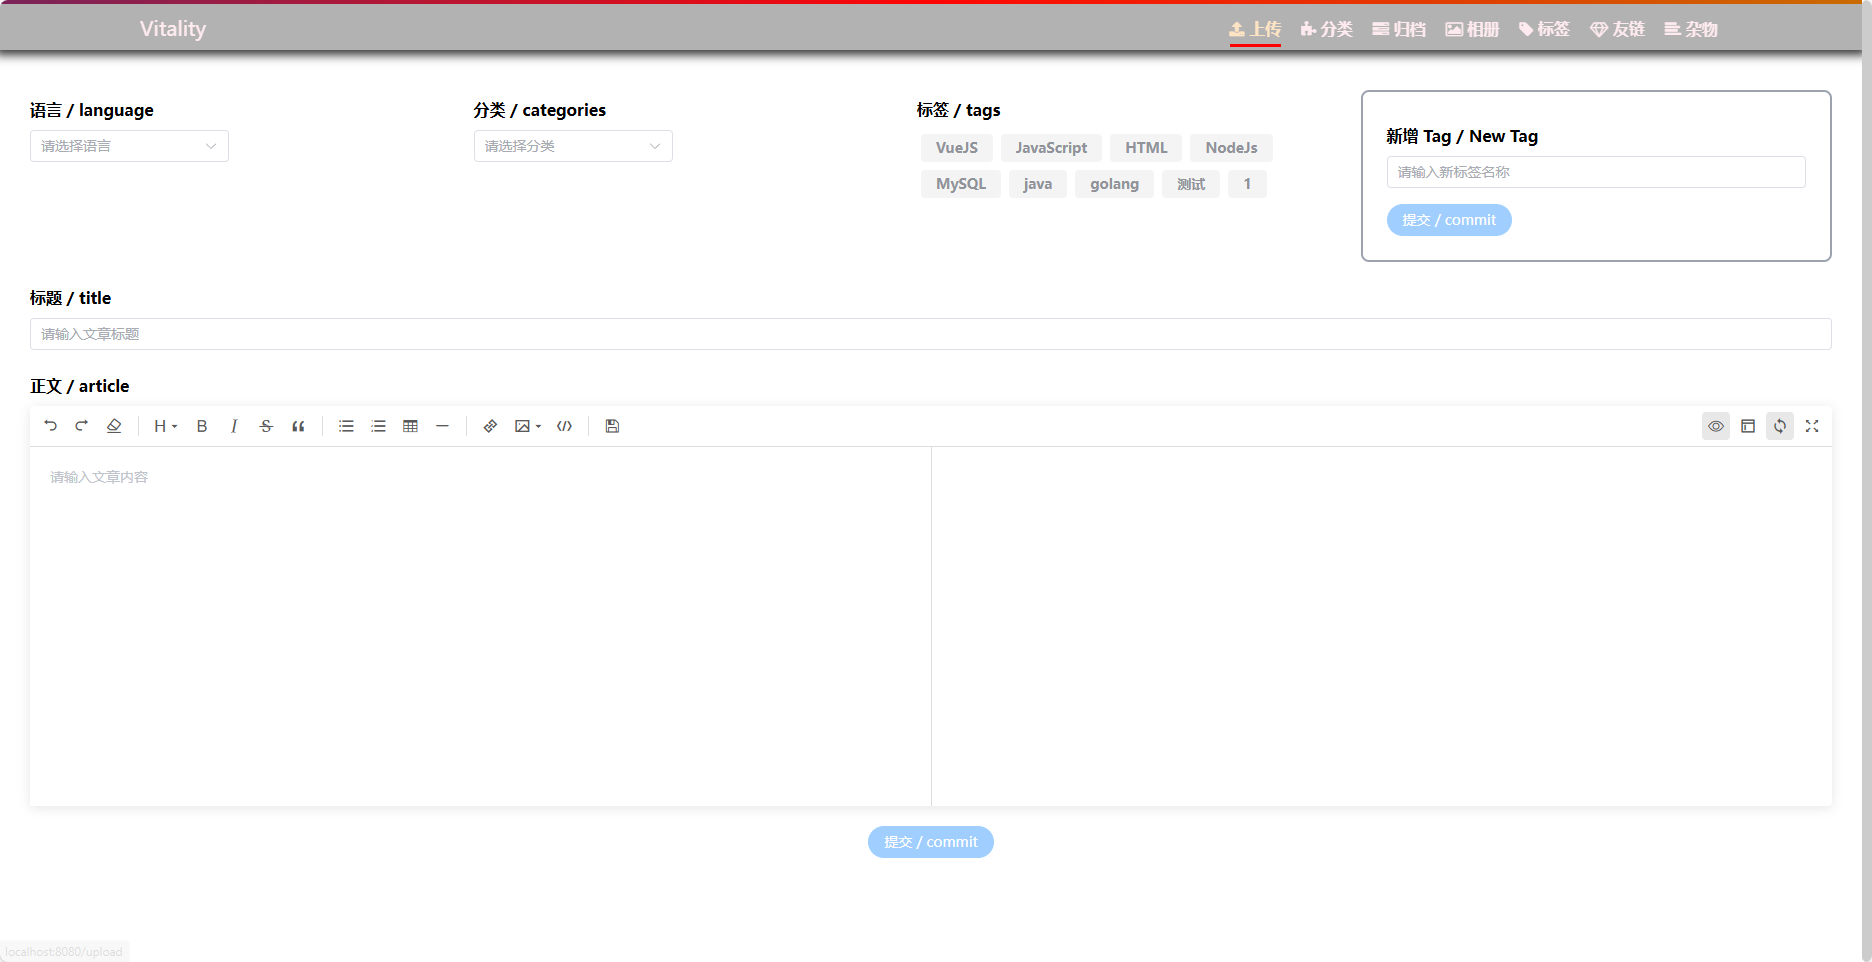 Vitality
上传 分类 归档 相册 标签 友链 杂物
语言 / language
请选择语言
分类 / categories
请选择分类
标签 / tags
VueJS JavaScript HTML NodeJs
MySQL java golang 测试 1
新增 Tag / New Tag
请输入新标签名称
提交 / commit
标题 / title
请输入文章标题
正文 / article
H B I S
请输入文章内容
提交 / commit
localhost:8080/upload